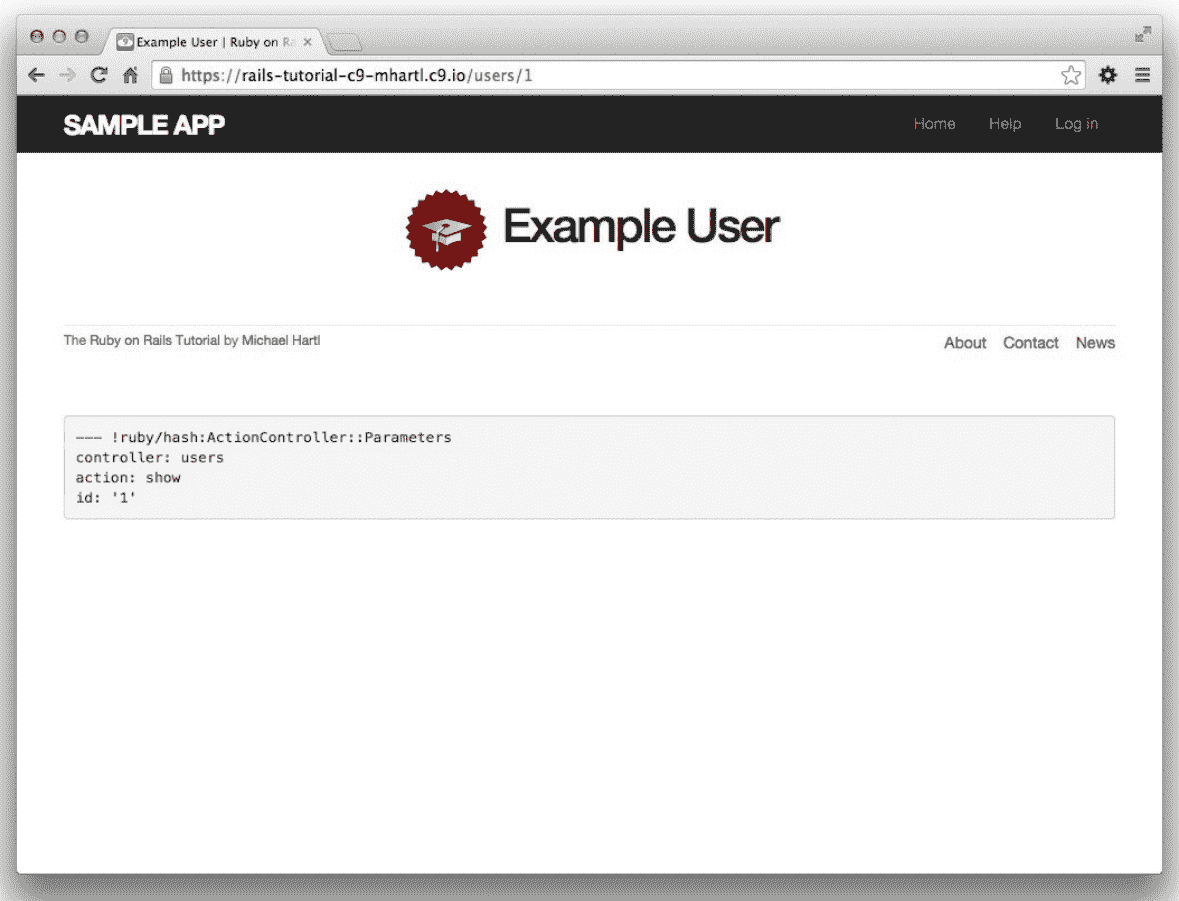 Example User | Ruby on Ra
https://rails-tutorial-c9-mhartl.c9.io/users/1
SAMPLE APP Home Help Log in
Example User
The Ruby on Rails Tutorial by Michael Hartl About Contact News
--- !ruby/hash:ActionController::Parameters
controller: users
action: show
id: '1'